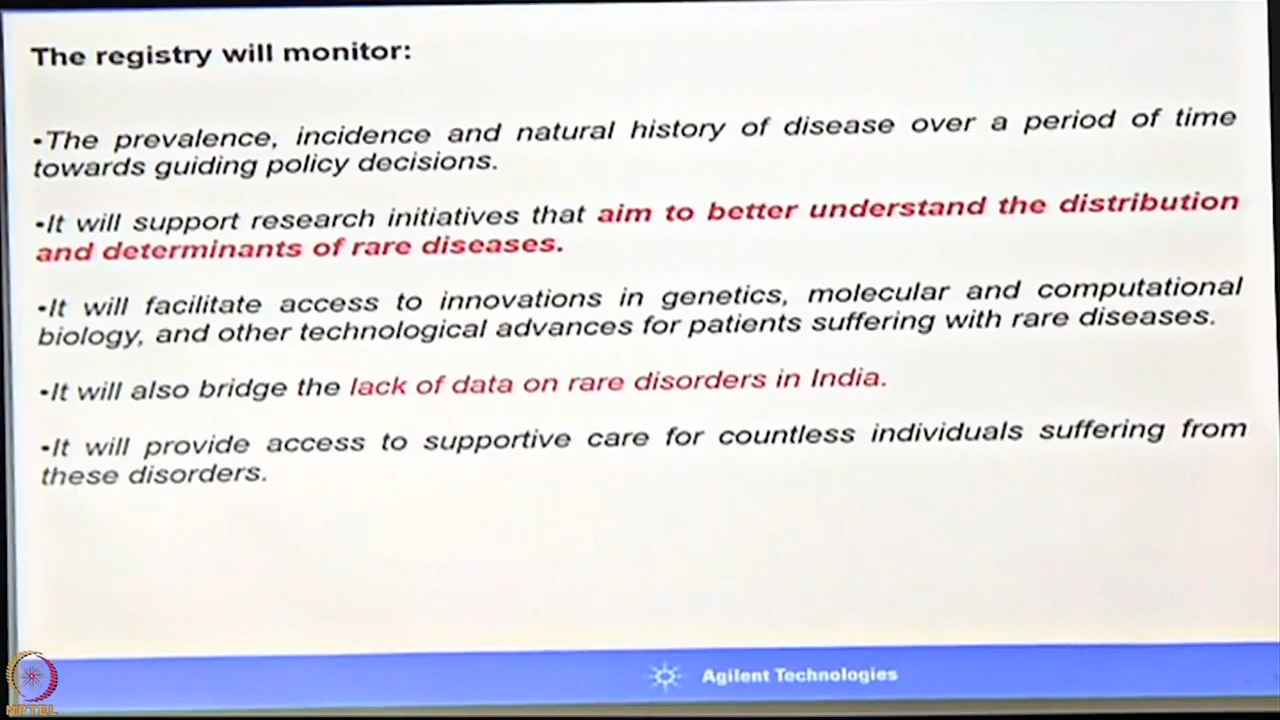 The registry will monitor:
•The prevalence, incidence and natural history of disease over a period of time
towards guiding policy decisions.
•It will support research initiatives that aim to better understand the distribution
and determinants of rare diseases.
•It will facilitate access to innovations in genetics, molecular and computational
biology, and other technological advances for patients suffering with rare diseases.
•It will also bridge the lack of data on rare disorders in India.
•It will provide access to supportive care for countless individuals suffering from
these disorders.
Agilent Technologies
NPTEL